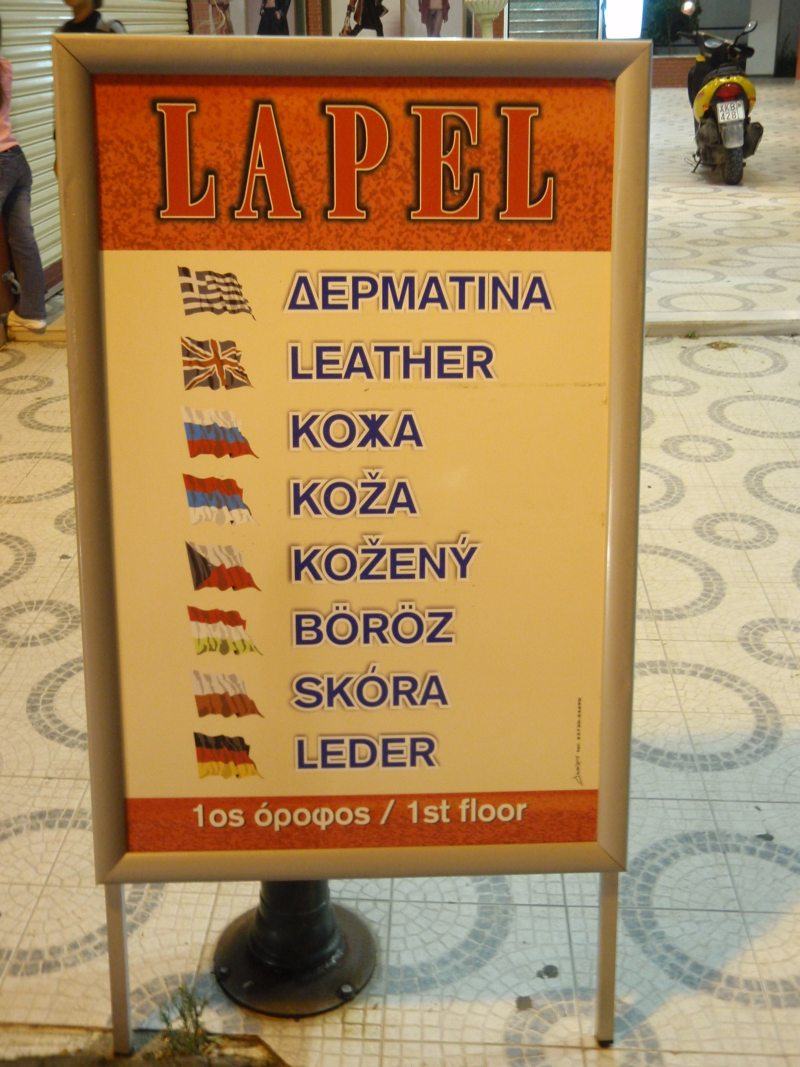 LAPEL
ΔΕΡΜΑΤΙΝΑ
LEATHER
КОЖА
KOŽA
KOŽENÝ
BÖRÖZ
SKÓRA
LEDER
1os όροφος / 1st floor